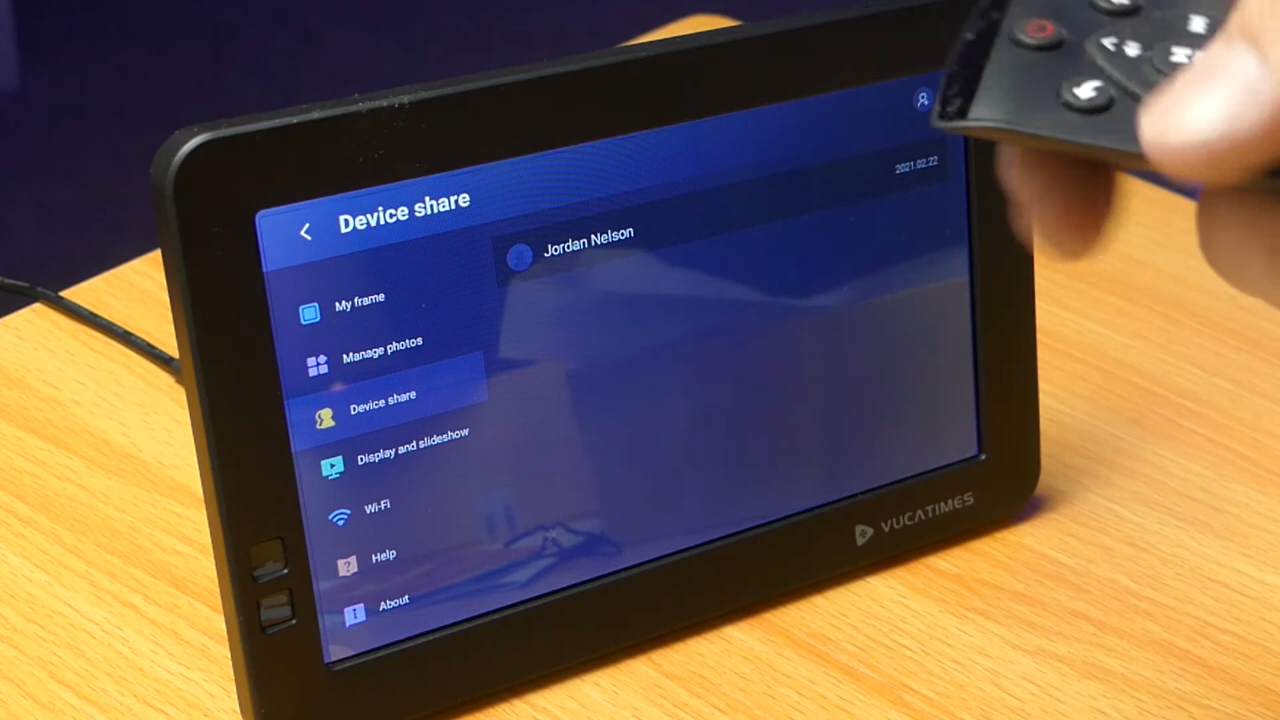 Device share
2021.02.22
Jordan Nelson
My frame
Manage photos
Device share
Display and slideshow
Wi-Fi
Help
About
VUCATIMES